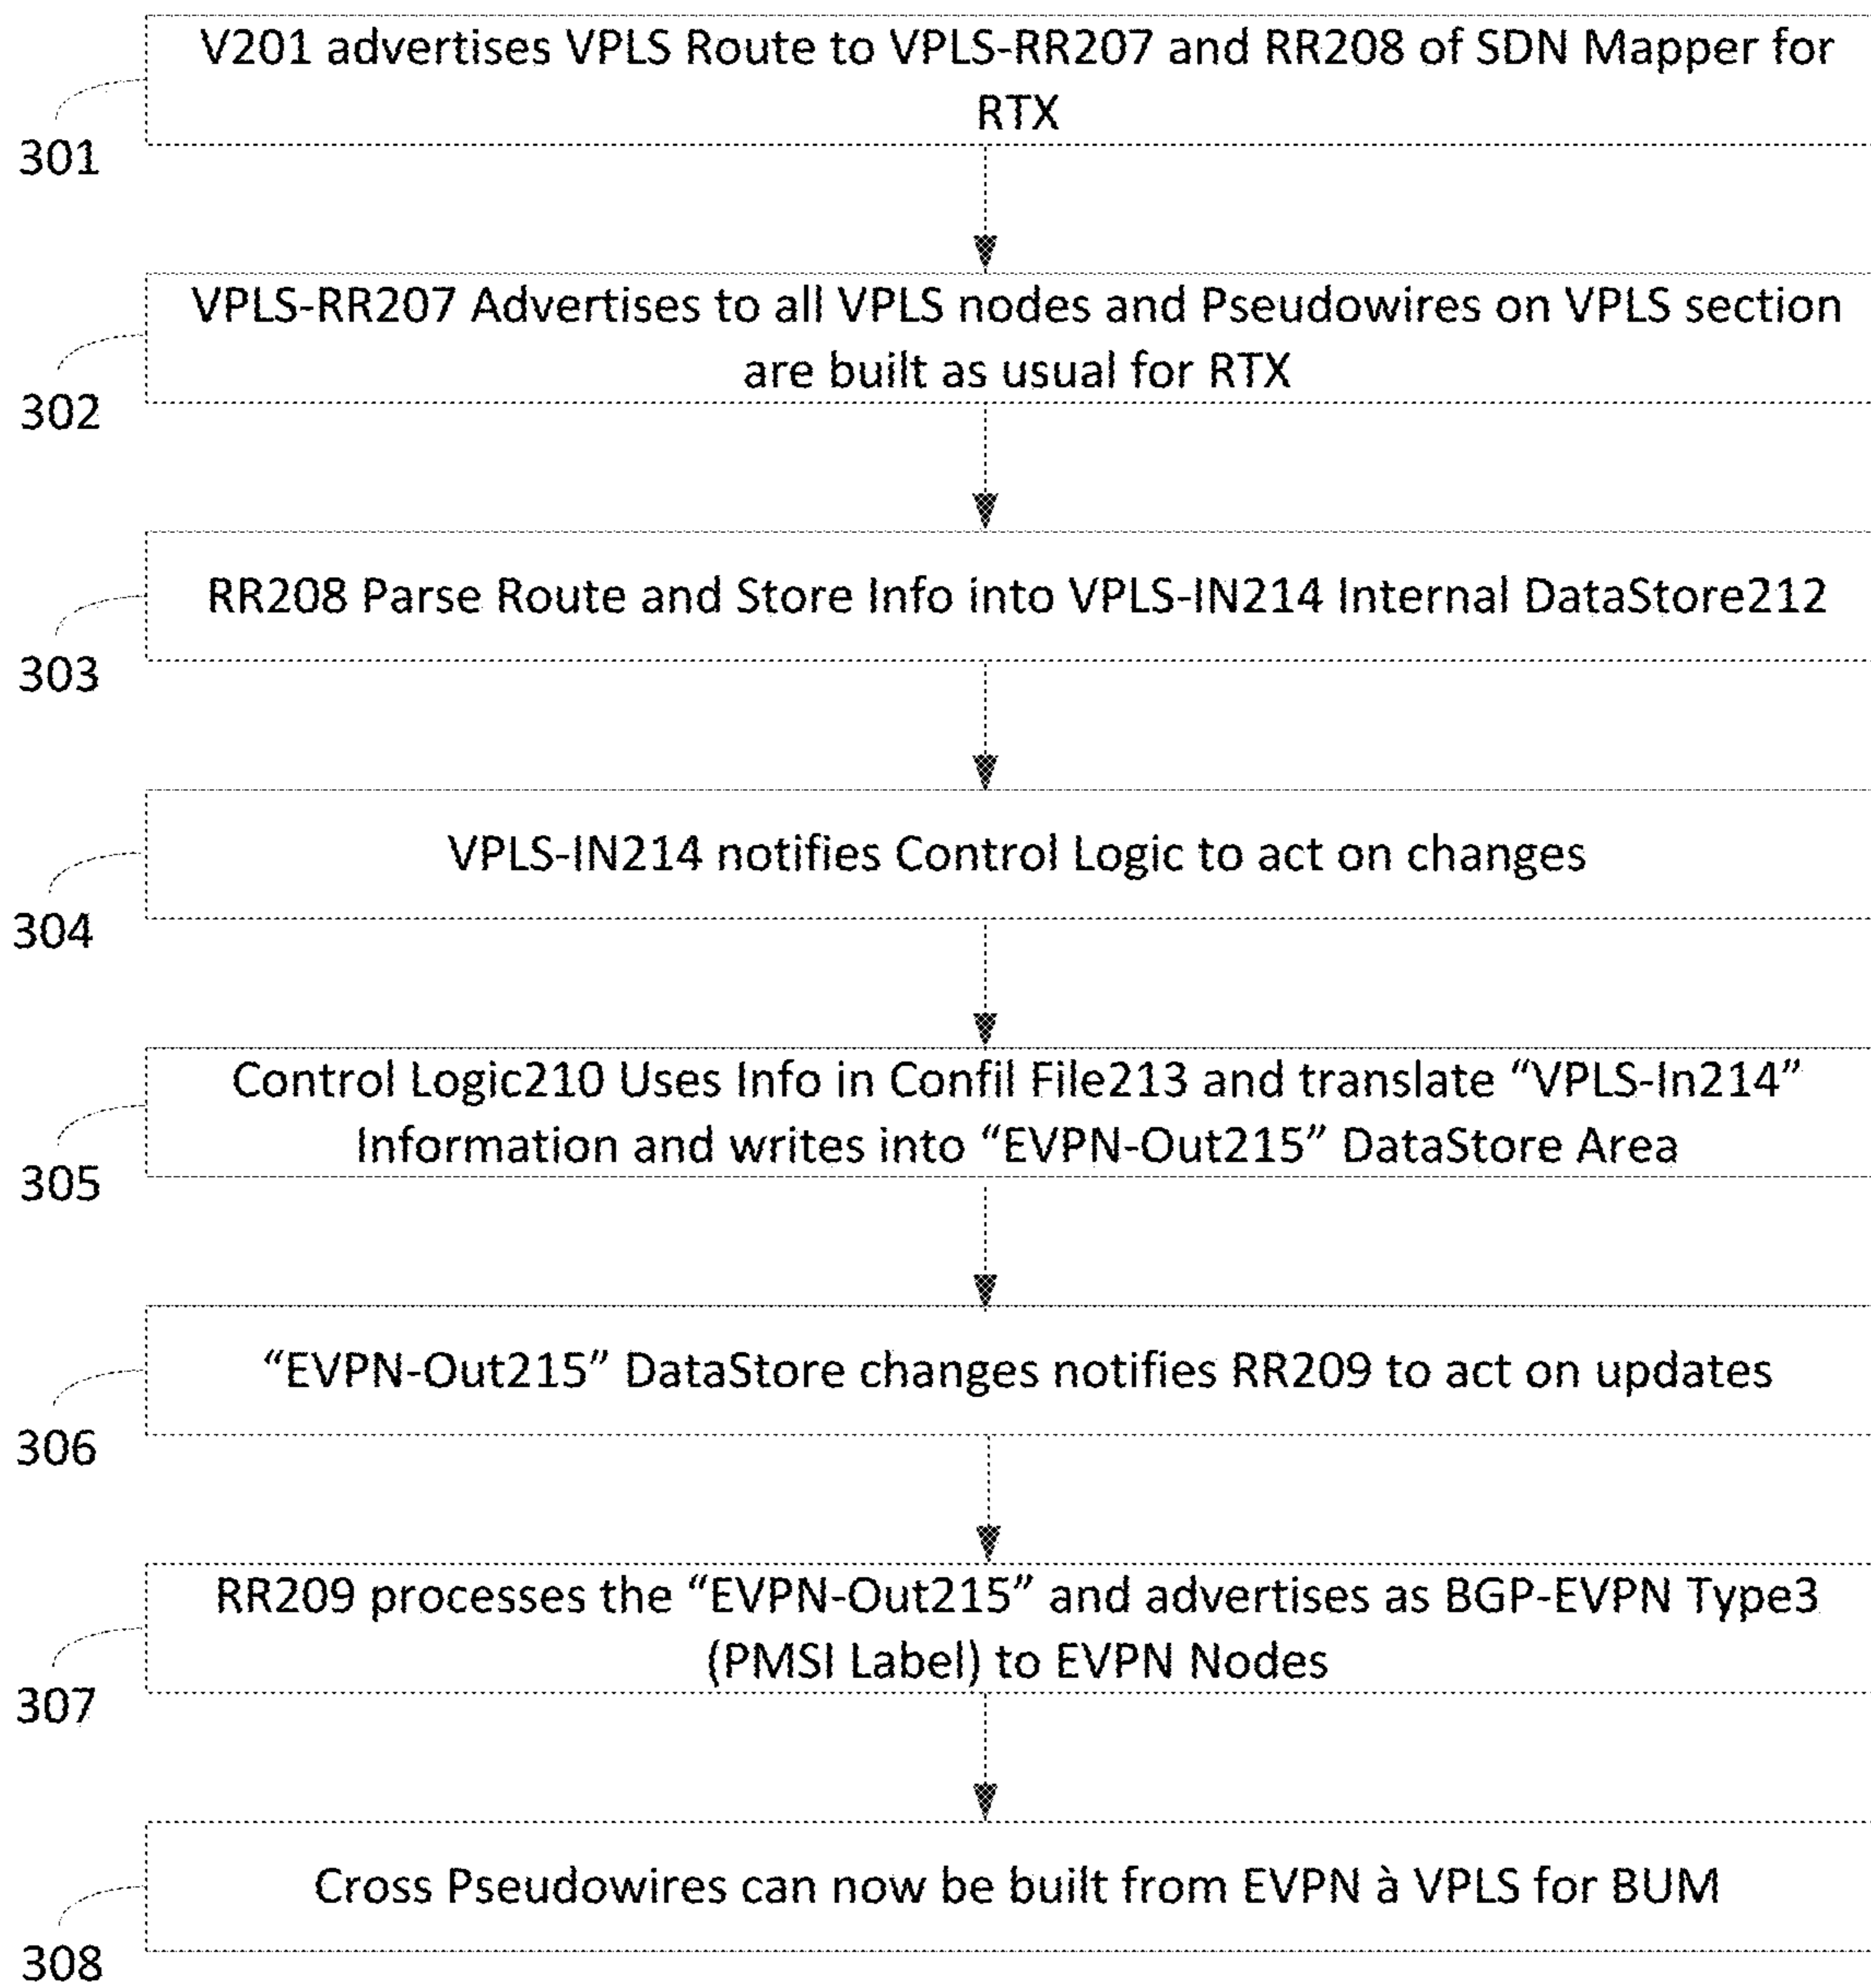 V201 advertises VPLS Route to VPLS-RR207 and RR208 of SDN Mapper for
RTX
301
VPLS-RR207 Advertises to all VPLS nodes and Pseudowires on VPLS section
are built as usual for RTX
302
RR208 Parse Route and Store Info into VPLS-IN214 Internal DataStore212
303
VPLS-IN214 notifies Control Logic to act on changes
304
Control Logic210 Uses Info in Confil File213 and translate “VPLS-In214”
Information and writes into “EVPN-Out215” DataStore Area
305
“EVPN-Out215” DataStore changes notifies RR209 to act on updates
306
RR209 processes the “EVPN-Out215” and advertises as BGP-EVPN Type3
(PMSI Label) to EVPN Nodes
307
Cross Pseudowires can now be built from EVPN à VPLS for BUM
308